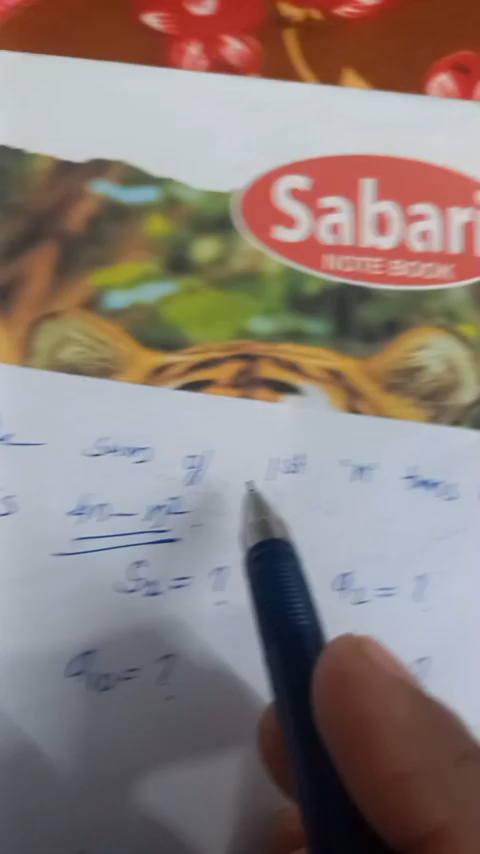 Sabari
NOTE BOOK
sum of 1st "n" terms
4n - n²
S₂ = ? a₂ = ?
a₁₀ = ? ?